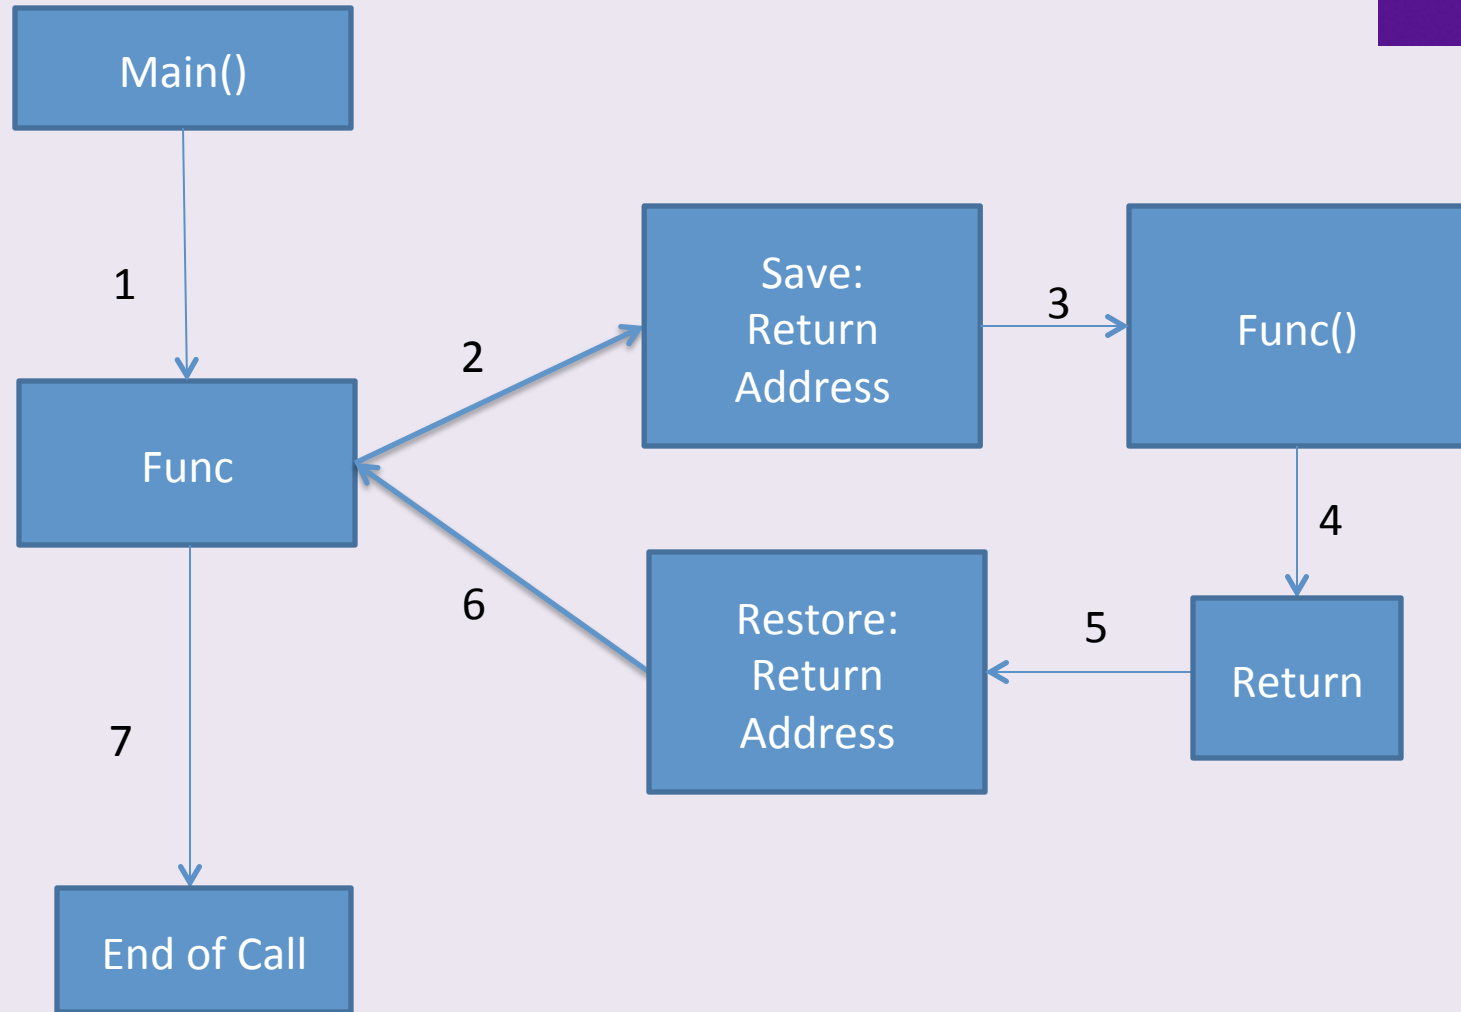 Main()
1
Func
2
Save:
Return
Address
3
Func()
4
Return
5
Restore:
Return
Address
6
7
End of Call